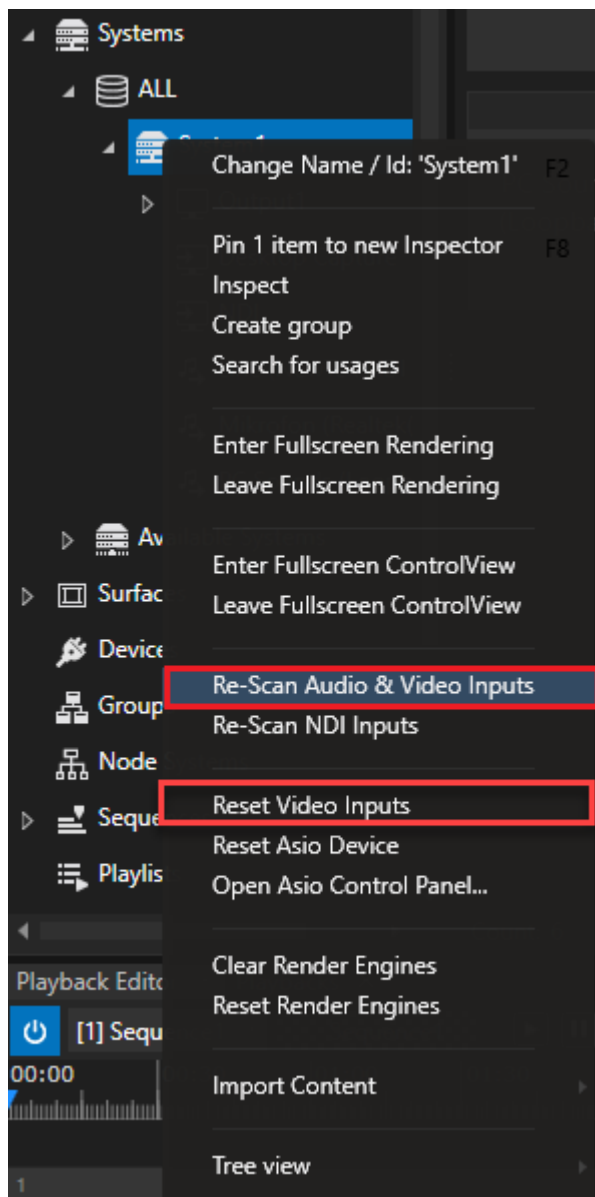 Systems
ALL
Change Name / Id: 'System1' F2
Pin 1 item to new Inspector F8
Inspect
Create group
Search for usages
Enter Fullscreen Rendering
Leave Fullscreen Rendering
Av
Enter Fullscreen ControlView
Surfac
Leave Fullscreen ControlView
Device
Re-Scan Audio & Video Inputs
Group
Re-Scan NDI Inputs
Node
Reset Video Inputs
Seque
Reset Asio Device
Playlis
Open Asio Control Panel...
Clear Render Engines
Playback Edito
Reset Render Engines
[1] Sequ
00:00
Import Content
Tree view
1